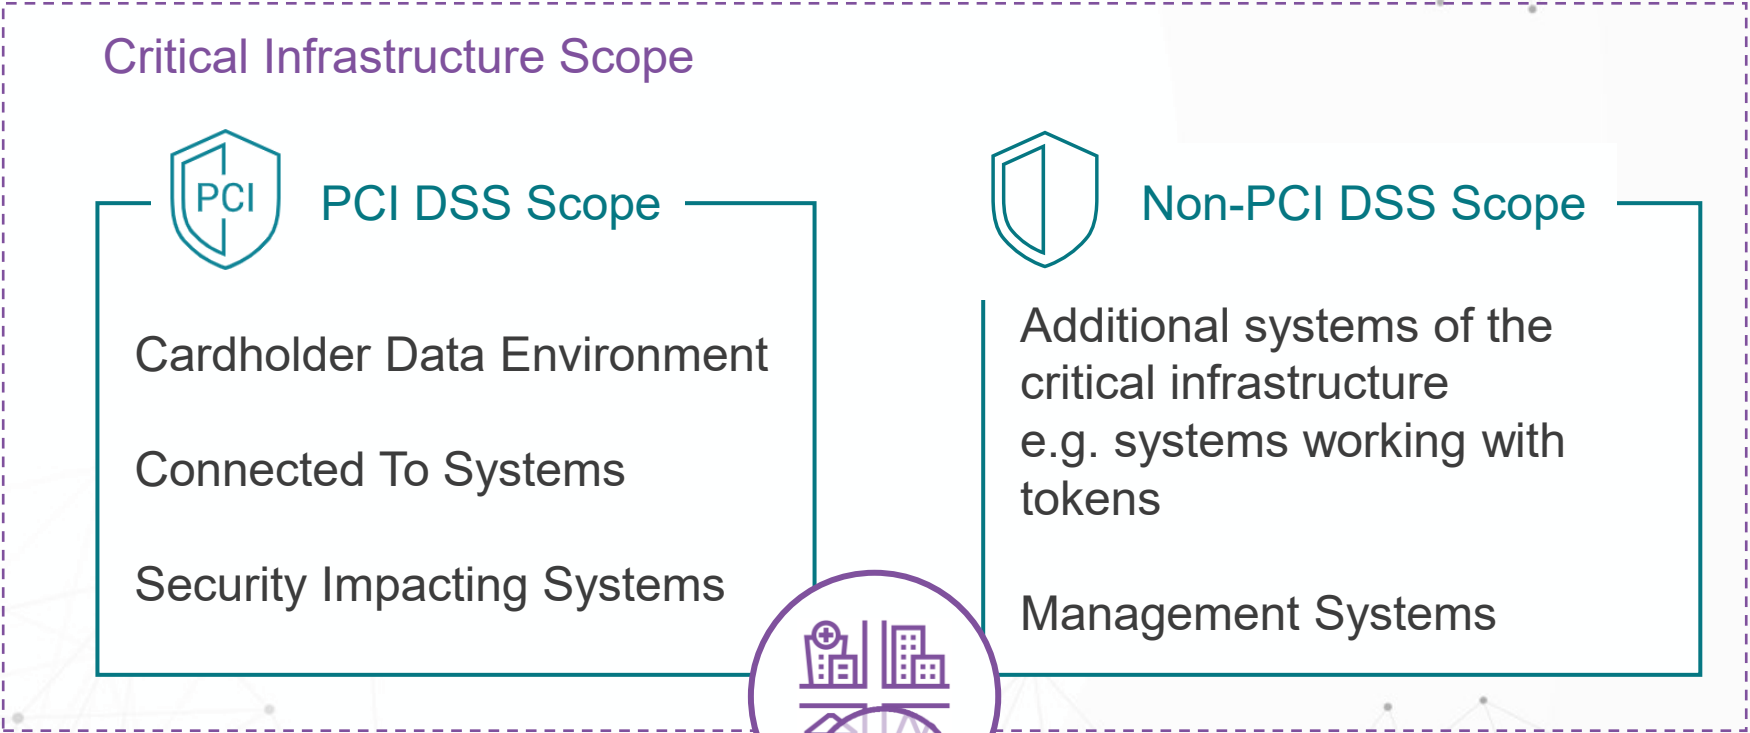 Critical Infrastructure Scope
PCI
PCI DSS Scope
Cardholder Data Environment
Connected To Systems
Security Impacting Systems
Non-PCI DSS Scope
Additional systems of the
critical infrastructure
e.g. systems working with
tokens
Management Systems